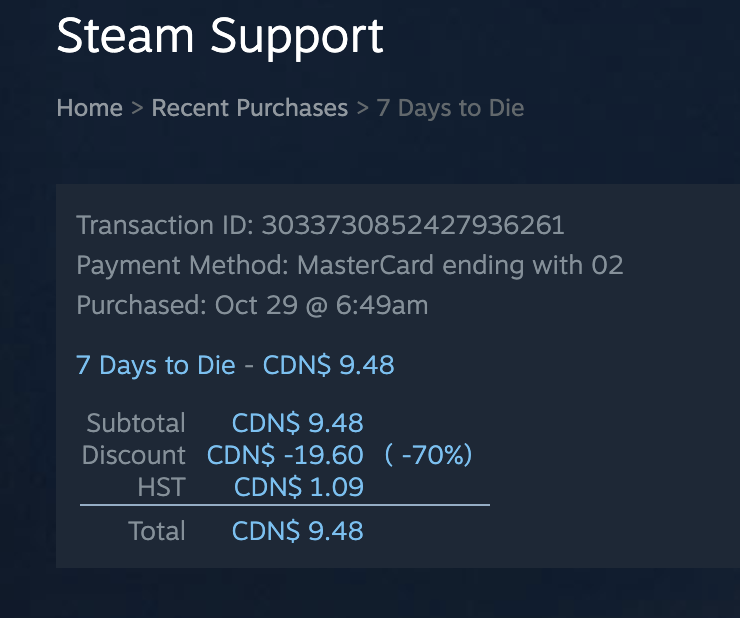 Steam Support
Home > Recent Purchases > 7 Days to Die
Transaction ID: 3033730852427936261
Payment Method: MasterCard ending with 02
Purchased: Oct 29 @ 6:49am
7 Days to Die - CDN$ 9.48
Subtotal CDN$ 9.48
Discount CDN$ -19.60 ( -70%)
HST CDN$ 1.09
Total CDN$ 9.48